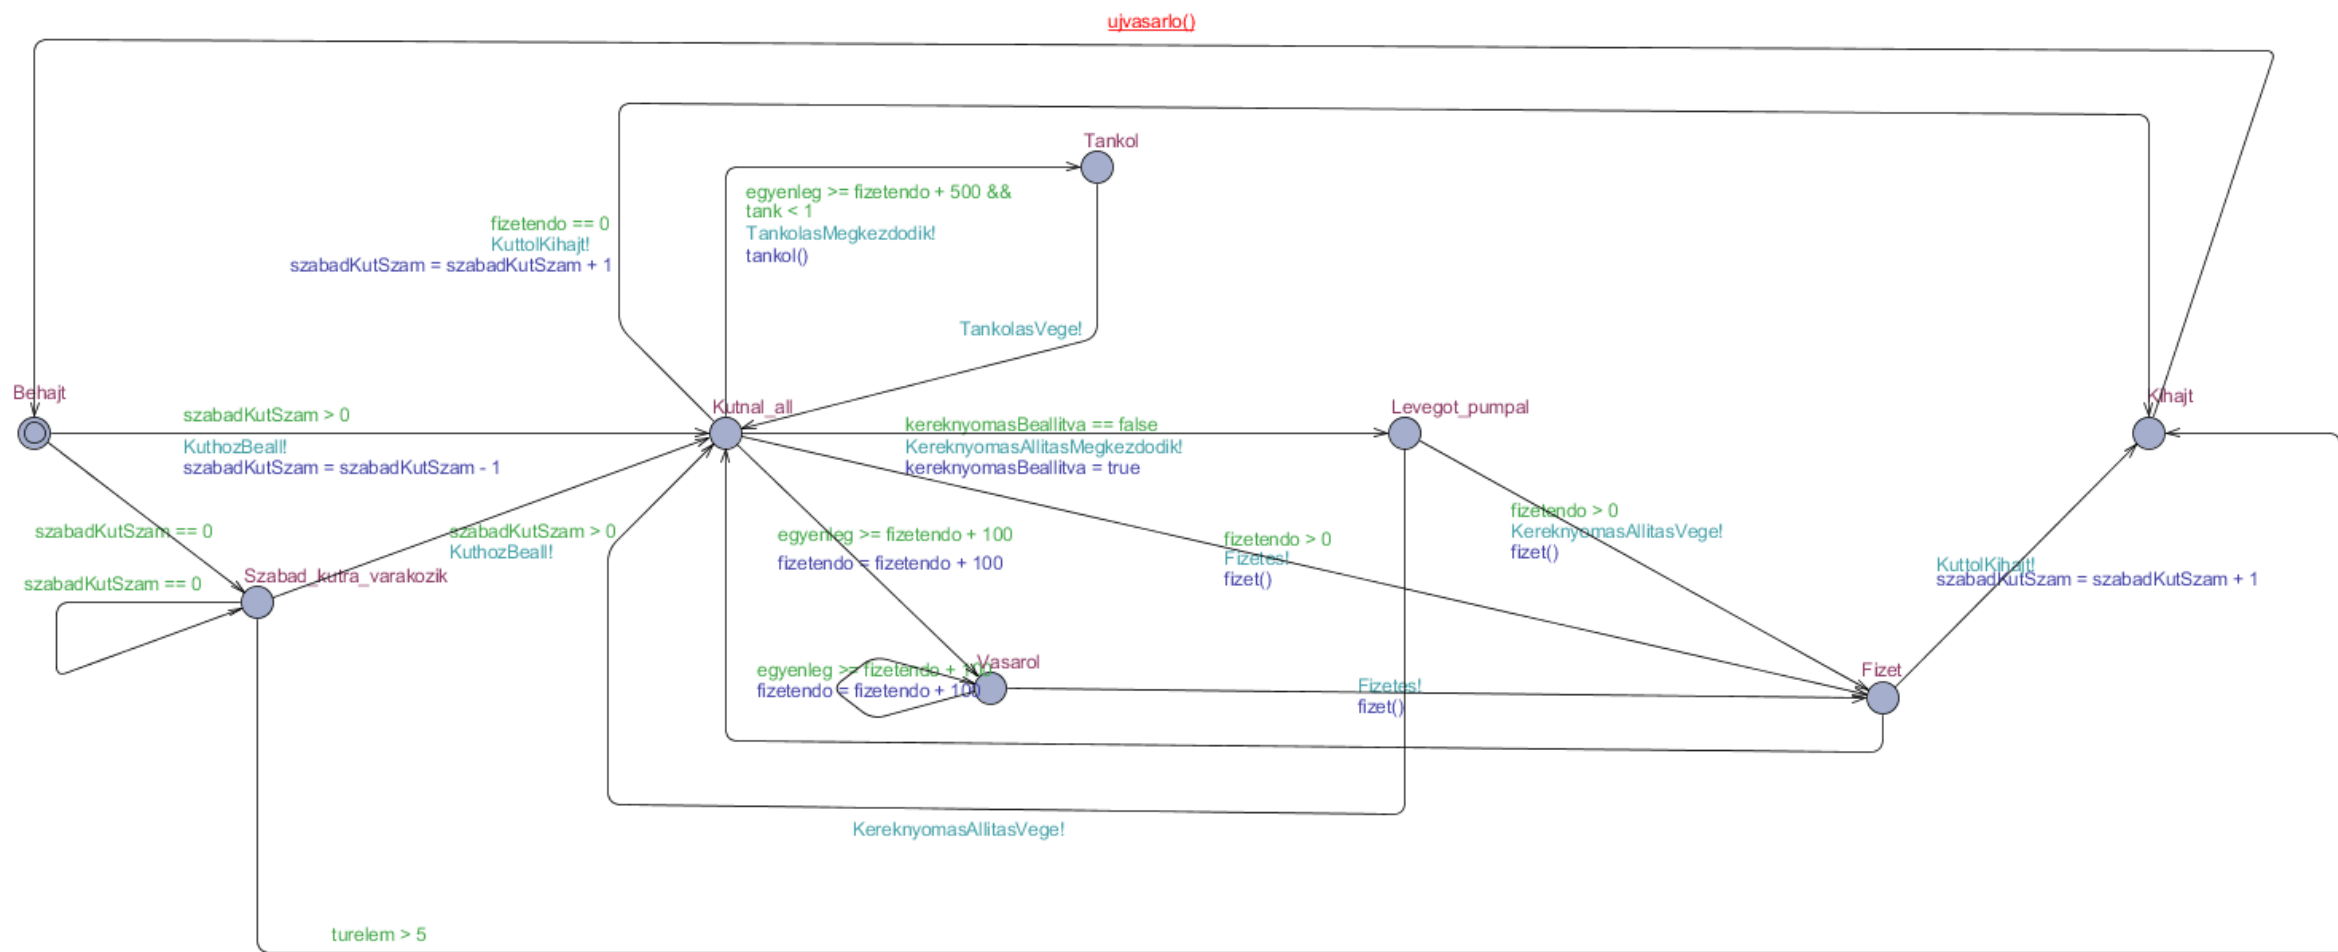 ujvasarlo()
Tankol
egyenleg >= fizetendo + 500 &&
tank < 1
TankolasMegkezdodik!
tankol()
fizetendo == 0
KuttolKihajt!
szabadKutSzam = szabadKutSzam + 1
TankolasVege!
Behajt
szabadKutSzam > 0
KuthozBeall!
szabadKutSzam = szabadKutSzam - 1
Kutnal_all
kereknyomasBeallitva == false
KereknyomasAllitasMegkezdodik!
kereknyomasBeallitva = true
Levegot_pumpal
Kihajt
szabadKutSzam == 0
szabadKutSzam > 0
KuthozBeall!
egyenleg >= fizetendo + 100
fizetendo = fizetendo + 100
fizetendo > 0
Fizetes!
fizet()
fizetendo > 0
KereknyomasAllitasVege!
fizet()
KuttolKihajt!
szabadKutSzam = szabadKutSzam + 1
szabadKutSzam == 0
Szabad_kutra_varakozik
egyenleg >= fizetendo + 100
fizetendo = fizetendo + 100
Vasarol
Fizetes!
fizet()
Fizet
KereknyomasAllitasVege!
turelem > 5